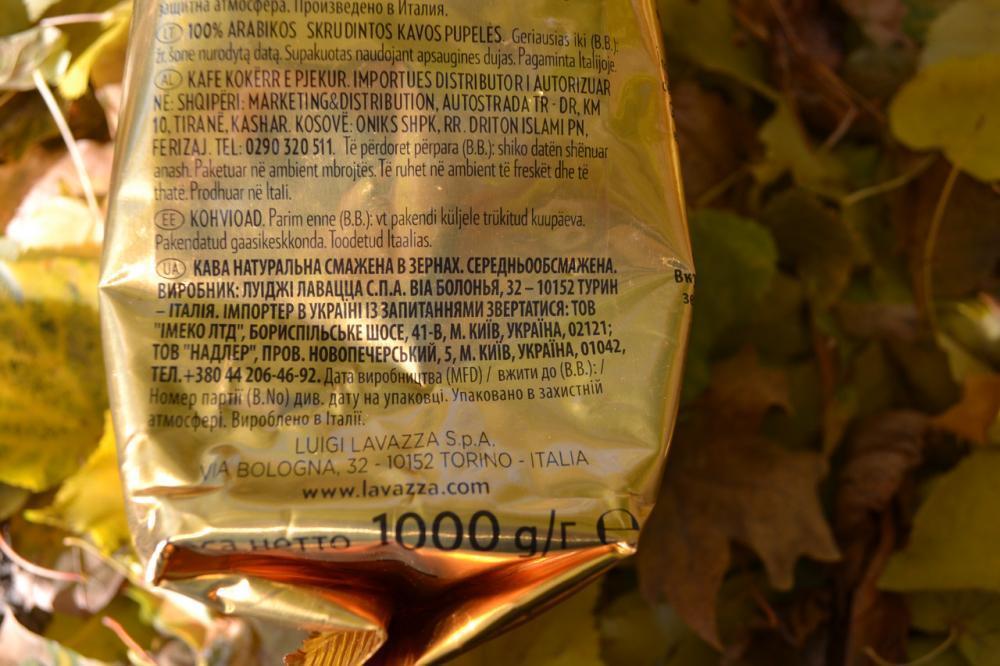 защитна атмосфера. Произведено в Италия.
LT 100% ARABIKOS SKRUDINTOS KAVOS PUPELĖS. Geriausias iki (B.B.):
žr. šone nurodytą datą. Supakuotas naudojant apsaugines dujas. Pagaminta Italijoje.
AL KAFE KOKËRR E PJEKUR. IMPORTUES DISTRIBUTOR I AUTORIZUAR
NË: SHQIPËRI: MARKETING&DISTRIBUTION, AUTOSTRADA TR - DR, KM
10, TIRANË, KASHAR. KOSOVË: ONIKS SHPK, RR. DRITON ISLAMI PN,
FERIZAJ. TEL: 0290 320 511. Të përdoret përpara (B.B.): shiko datën shënuar
anash. Paketuar në ambient mbrojtës. Të ruhet në ambient të freskët dhe të
thatë. Prodhuar në Itali.
EE KOHVIOAD. Parim enne (B.B.): vt pakendi küljele trükitud kuupäeva.
Pakendatud gaasikeskkonda. Toodetud Itaalias.
UA КАВА НАТУРАЛЬНА СМАЖЕНА В ЗЕРНАХ. СЕРЕДНЬООБСМАЖЕНА.
ВИРОБНИК: ЛУІДЖІ ЛАВАЦЦА С.П.А. ВІА БОЛОНЬЯ, 32 – 10152 ТУРИН
– ІТАЛІЯ. ІМПОРТЕР В УКРАЇНІ ІЗ ЗАПИТАННЯМИ ЗВЕРТАТИСЯ: ТОВ
"ІМЕКО ЛТД", БОРИСПІЛЬСЬКЕ ШОСЕ, 41-В, М. КИЇВ, УКРАЇНА, 02121;
ТОВ "НАДЛЕР", ПРОВ. НОВОПЕЧЕРСЬКИЙ, 5, М. КИЇВ, УКРАЇНА, 01042,
ТЕЛ.+380 44 206-46-92. Дата виробництва (MFD) / вжити до (B.B.): /
Номер партії (B.No) див. дату на упаковці. Упаковано в захистній
атмосфері. Вироблено в Італії.
LUIGI LAVAZZA S.p.A.
VIA BOLOGNA, 32 - 10152 TORINO - ITALIA
www.lavazza.com
нетто 1000 g/г e